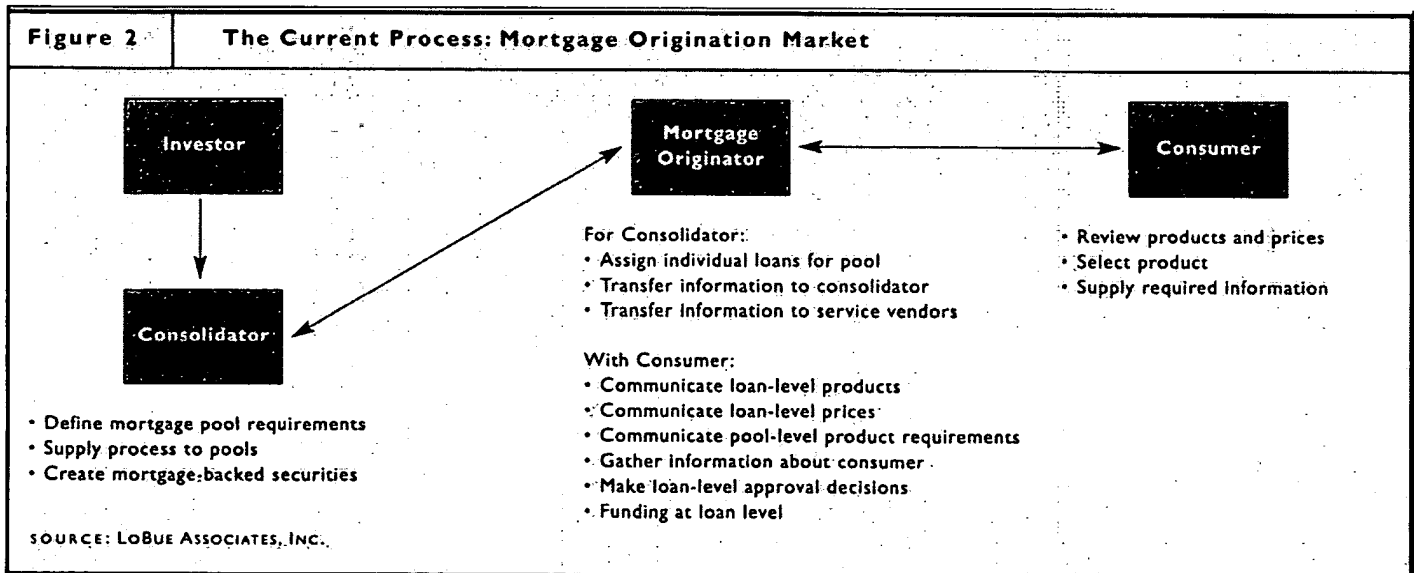 Figure 2
The Current Process: Mortgage Origination Market
Investor
Mortgage
Originator
Consumer
Consolidator
• Define mortgage pool requirements
• Supply process to pools
• Create mortgage-backed securities
For Consolidator:
• Assign individual loans for pool
• Transfer information to consolidator
• Transfer Information to service vendors
With Consumer:
• Communicate loan-level products
• Communicate loan-level prices
• Communicate pool-level product requirements
• Gather information about consumer
• Make loan-level approval decisions
• Funding at loan level
• Review products and prices
• Select product
• Supply required information
SOURCE: LOBUE ASSOCIATES, INC.